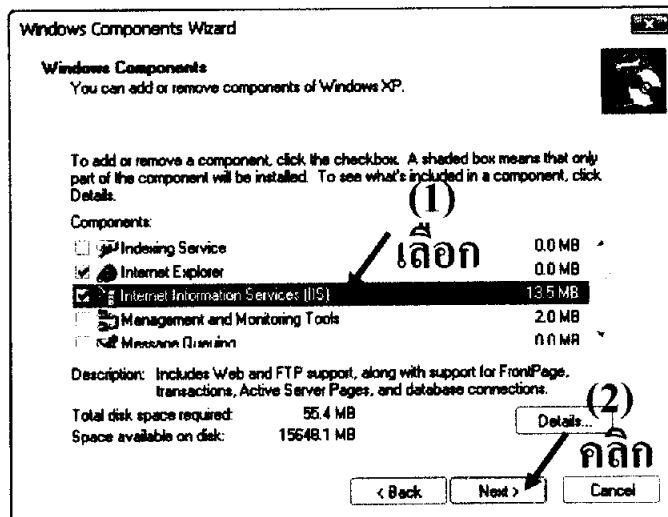 Windows Components Wizard
Windows Components
You can add or remove components of Windows XP.
To add or remove a component, click the checkbox. A shaded box means that only
part of the component will be installed. To see what's included in a component, click
Details.
(1)
เลือก
Components:
Indexing Service 0.0 MB
Internet Explorer 0.0 MB
Internet Information Services (IIS) 13.5 MB
Management and Monitoring Tools 2.0 MB
Message Queuing 0.0 MB
Description: Includes Web and FTP support, along with support for FrontPage,
transactions, Active Server Pages, and database connections.
Total disk space required: 55.4 MB
Space available on disk: 15648.1 MB
Details...
(2)
คลิก
< Back Next > Cancel